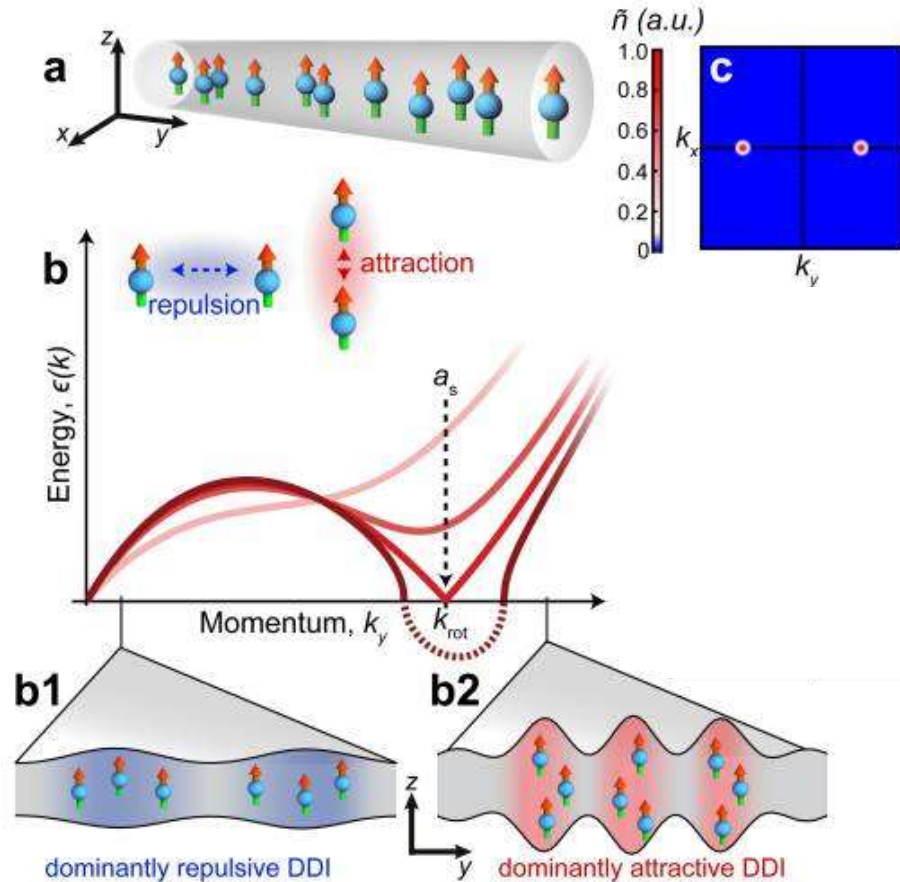 a
z
x
y
ñ (a.u.)
1.0
0.8
0.6
0.4
0.2
0
c
k_x
k_y
b
repulsion
attraction
Energy, ϵ(k)
a_s
Momentum, k_y
k_rot
b1
b2
z
y
dominantly repulsive DDI
dominantly attractive DDI